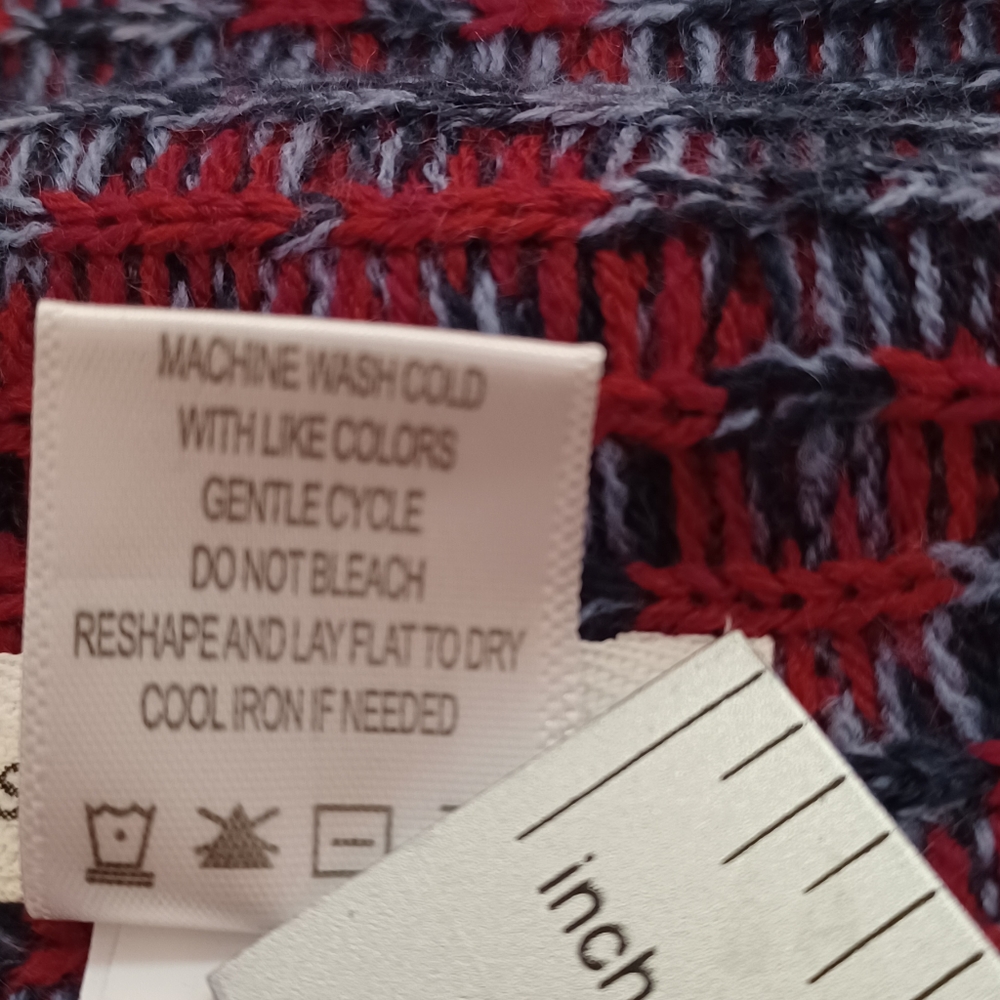 MACHINE WASH COLD
WITH LIKE COLORS
GENTLE CYCLE
DO NOT BLEACH
RESHAPE AND LAY FLAT TO DRY
COOL IRON IF NEEDED
inch